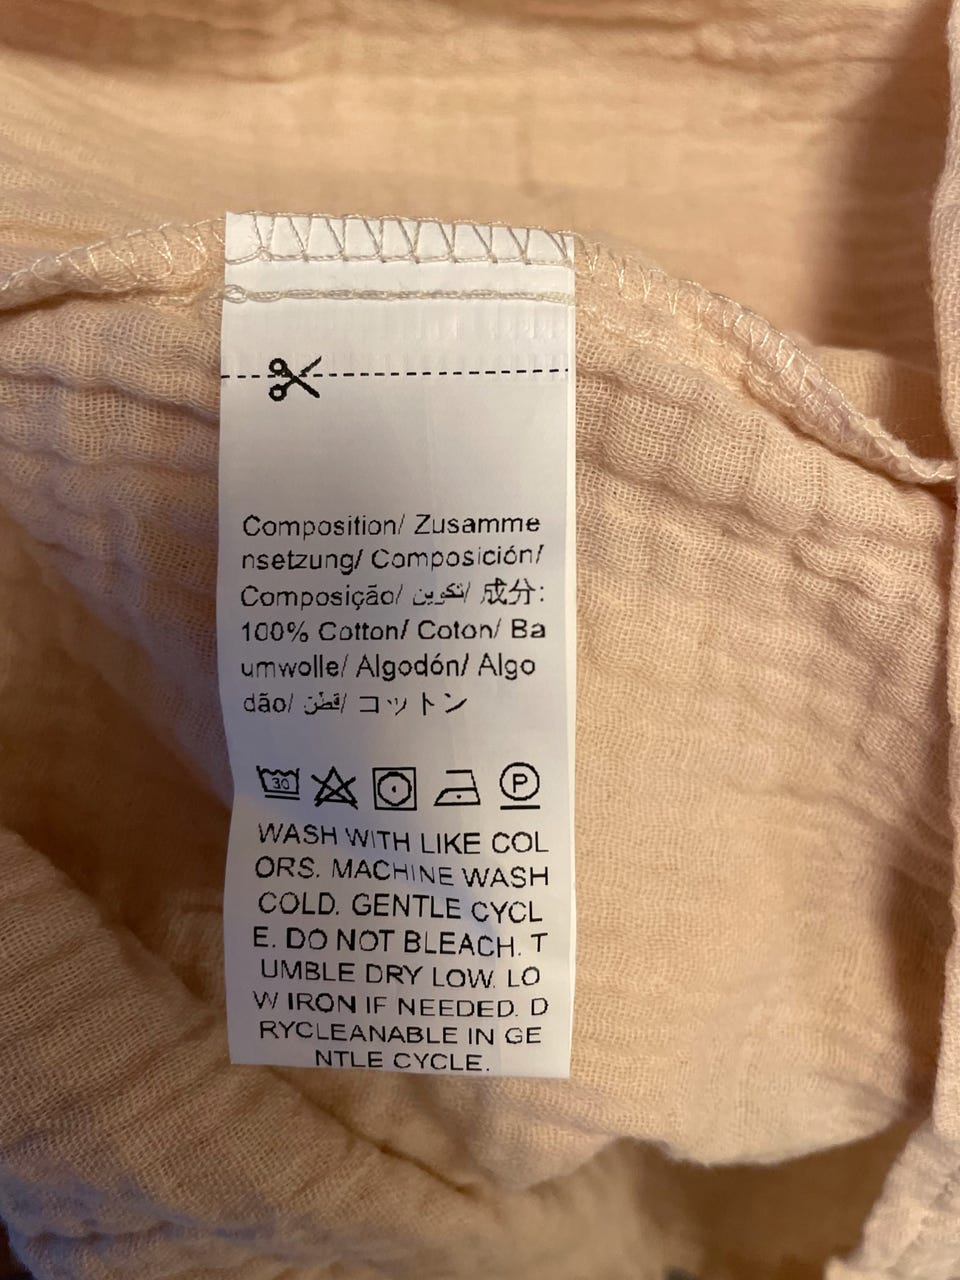 Composition/ Zusamme
nsetzung/ Composición/
Composição/ تكوين/ 成分:
100% Cotton/ Coton/ Ba
umwolle/ Algodón/ Algo
dão/ قطن/ コットン
30 P
WASH WITH LIKE COL
ORS. MACHINE WASH
COLD. GENTLE CYCL
E. DO NOT BLEACH. T
UMBLE DRY LOW. LO
W IRON IF NEEDED. D
RYCLEANABLE IN GE
NTLE CYCLE.